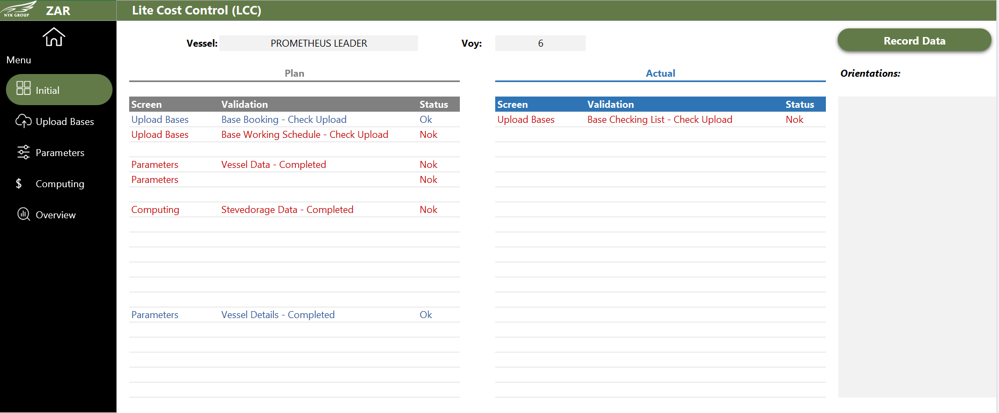 NYK GROUP
ZAR
Lite Cost Control (LCC)
Menu
Initial
Upload Bases
Parameters
$ Computing
Overview
Vessel: PROMETHEUS LEADER Voy: 6
Record Data
Plan
Screen Validation Status
Upload Bases Base Booking - Check Upload Ok
Upload Bases Base Working Schedule - Check Upload Nok
Parameters Vessel Data - Completed Nok
Parameters Nok
Computing Stevedorage Data - Completed Nok
Parameters Vessel Details - Completed Ok
Actual
Screen Validation Status
Upload Bases Base Checking List - Check Upload Nok
Orientations: